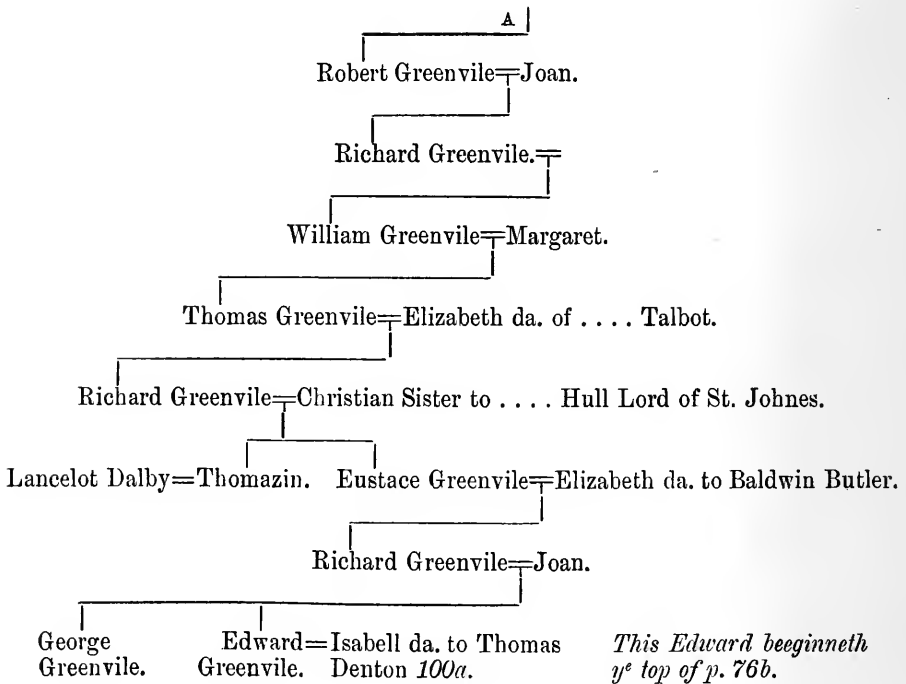 A
Robert Greenvile=Joan.
Richard Greenvile.=
William Greenvile=Margaret.
Thomas Greenvile=Elizabeth da. of . . . . Talbot.
Richard Greenvile=Christian Sister to . . . . Hull Lord of St. Johnes.
Lancelot Dalby=Thomazin. Eustace Greenvile=Elizabeth da. to Baldwin Butler.
Richard Greenvile=Joan.
George Edward=Isabell da. to Thomas This Edward beeginneth
Greenvile. Greenvile. Denton 100a. yᵉ top of p. 76b.